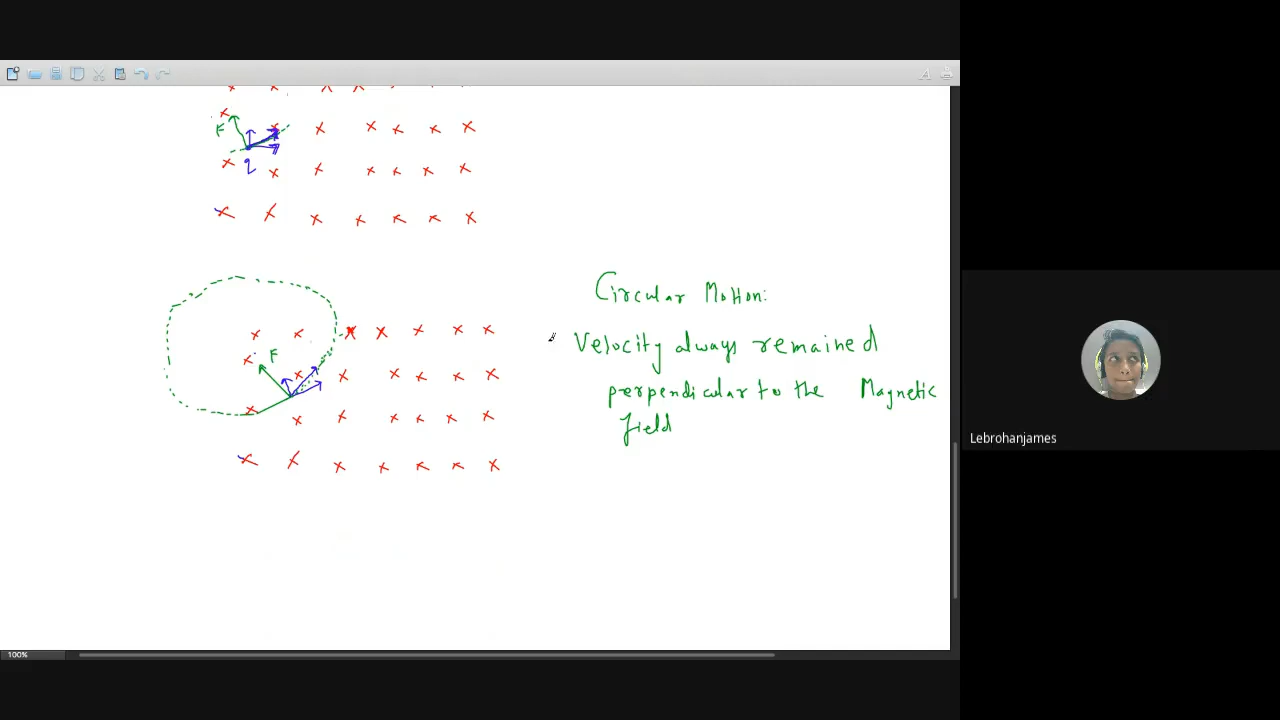 F
q
Circular Motion:
Velocity always remained
F
perpendicular to the Magnetic
field
Lebrohanjames
100%